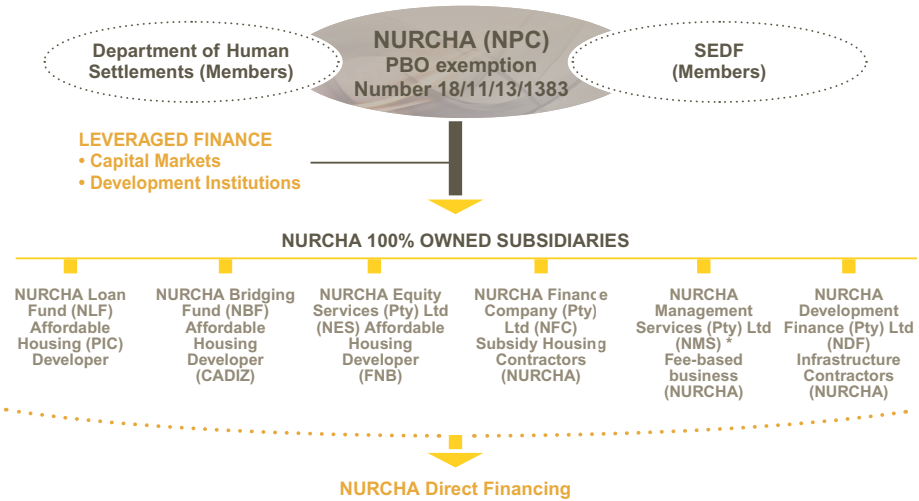 Department of Human
Settlements (Members)
NURCHA (NPC)
PBO exemption
Number 18/11/13/1383
SEDF
(Members)
LEVERAGED FINANCE
• Capital Markets
• Development Institutions
NURCHA 100% OWNED SUBSIDIARIES
NURCHA Loan
Fund (NLF)
Affordable
Housing (PIC)
Developer
NURCHA Bridging
Fund (NBF)
Affordable
Housing
Developer
(CADIZ)
NURCHA Equity
Services (Pty) Ltd
(NES) Affordable
Housing
Developer
(FNB)
NURCHA Finance
Company (Pty)
Ltd (NFC)
Subsidy Housing
Contractors
(NURCHA)
NURCHA
Management
Services (Pty) Ltd
(NMS) *
Fee-based
business
(NURCHA)
NURCHA
Development
Finance (Pty) Ltd
(NDF)
Infrastructure
Contractors
(NURCHA)
NURCHA Direct Financing